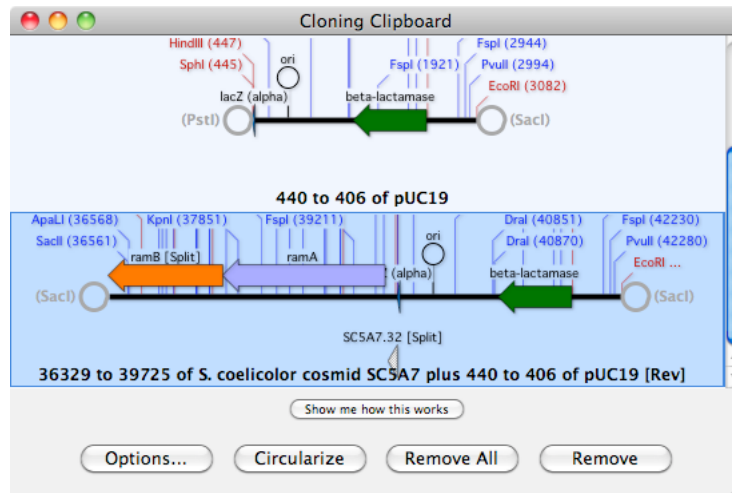 Cloning Clipboard
HindIII (447)
FspI (2944)
SphI (445)
ori
FspI (1921)
PvuII (2994)
EcoRI (3082)
lacZ (alpha)
beta-lactamase
(PstI)
(SacI)
440 to 406 of pUC19
ApaLI (36568)
KpnI (37851)
FspI (39211)
DraI (40851)
FspI (42230)
SacII (36561)
ori
DraI (40870)
PvuII (42280)
ramB [Split]
ramA
(alpha)
beta-lactamase
EcoRI ...
(SacI)
(SacI)
SC5A7.32 [Split]
36329 to 39725 of S. coelicolor cosmid SC5A7 plus 440 to 406 of pUC19 [Rev]
Show me how this works
Options...
Circularize
Remove All
Remove